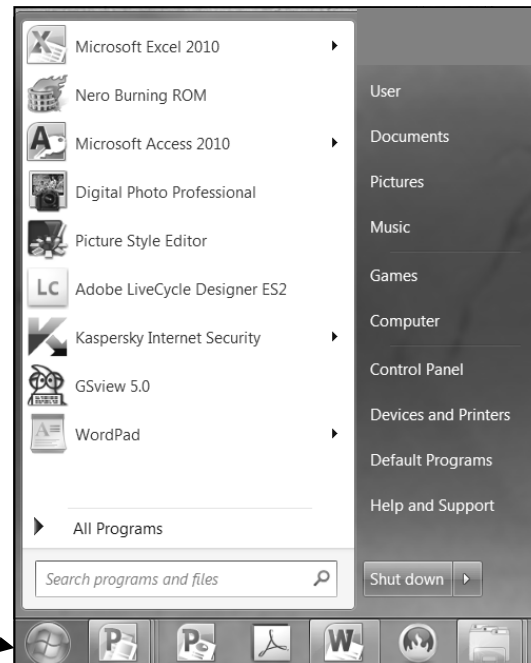 Microsoft Excel 2010
Nero Burning ROM
Microsoft Access 2010
Digital Photo Professional
Picture Style Editor
Lc Adobe LiveCycle Designer ES2
Kaspersky Internet Security
GSview 5.0
WordPad
All Programs
Search programs and files
User
Documents
Pictures
Music
Games
Computer
Control Panel
Devices and Printers
Default Programs
Help and Support
Shut down